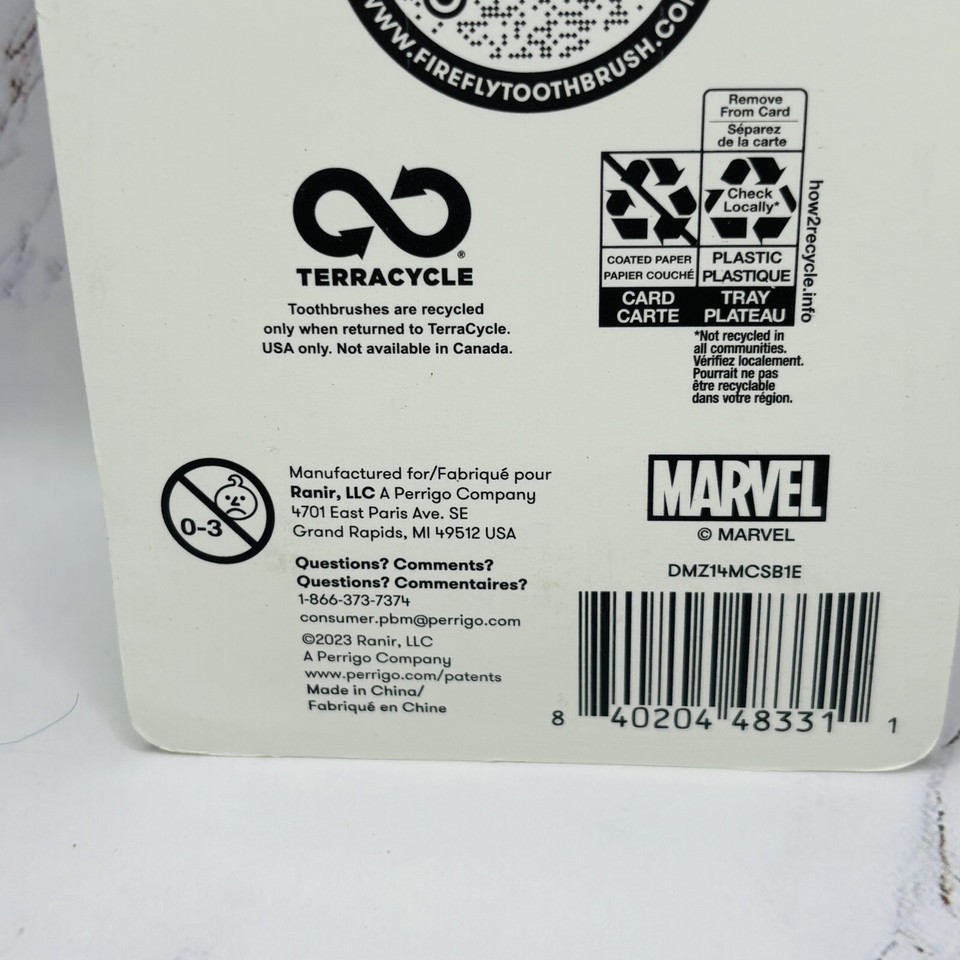 WWW.FIREFLYTOOTHBRUSH.COM
Remove
From Card
Séparez
de la carte
Check
Locally*
how2recycle.info
COATED PAPER
PAPIER COUCHÉ
PLASTIC
PLASTIQUE
CARD
CARTE
TRAY
PLATEAU
*Not recycled in
all communities.
Vérifiez localement.
Pourrait ne pas
être recyclable
dans votre région.
®
TERRACYCLE
Toothbrushes are recycled
only when returned to TerraCycle.
USA only. Not available in Canada.
0-3
Manufactured for/Fabriqué pour
Ranir, LLC A Perrigo Company
4701 East Paris Ave. SE
Grand Rapids, MI 49512 USA
Questions? Comments?
Questions? Commentaires?
1-866-373-7374
consumer.pbm@perrigo.com
©2023 Ranir, LLC
A Perrigo Company
www.perrigo.com/patents
Made in China/
Fabriqué en Chine
MARVEL
© MARVEL
DMZ14MCSB1E
8 40204 48331 1